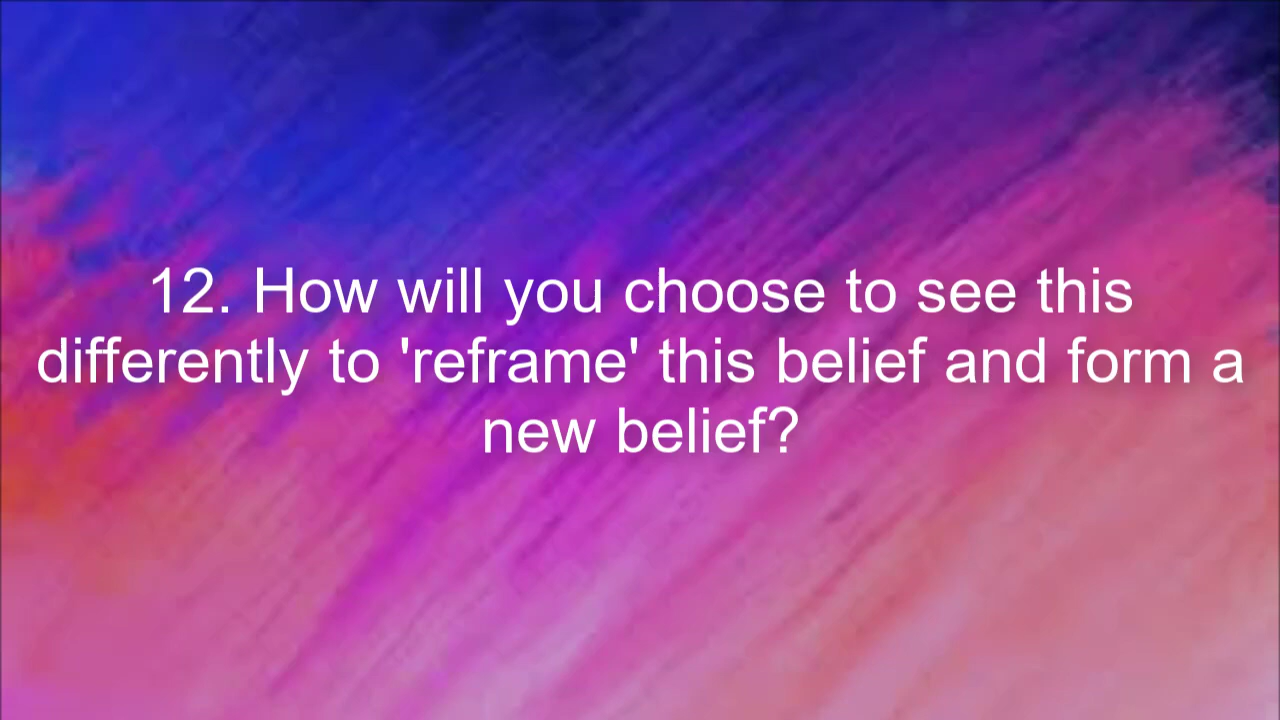 12. How will you choose to see this
differently to 'reframe' this belief and form a
new belief?